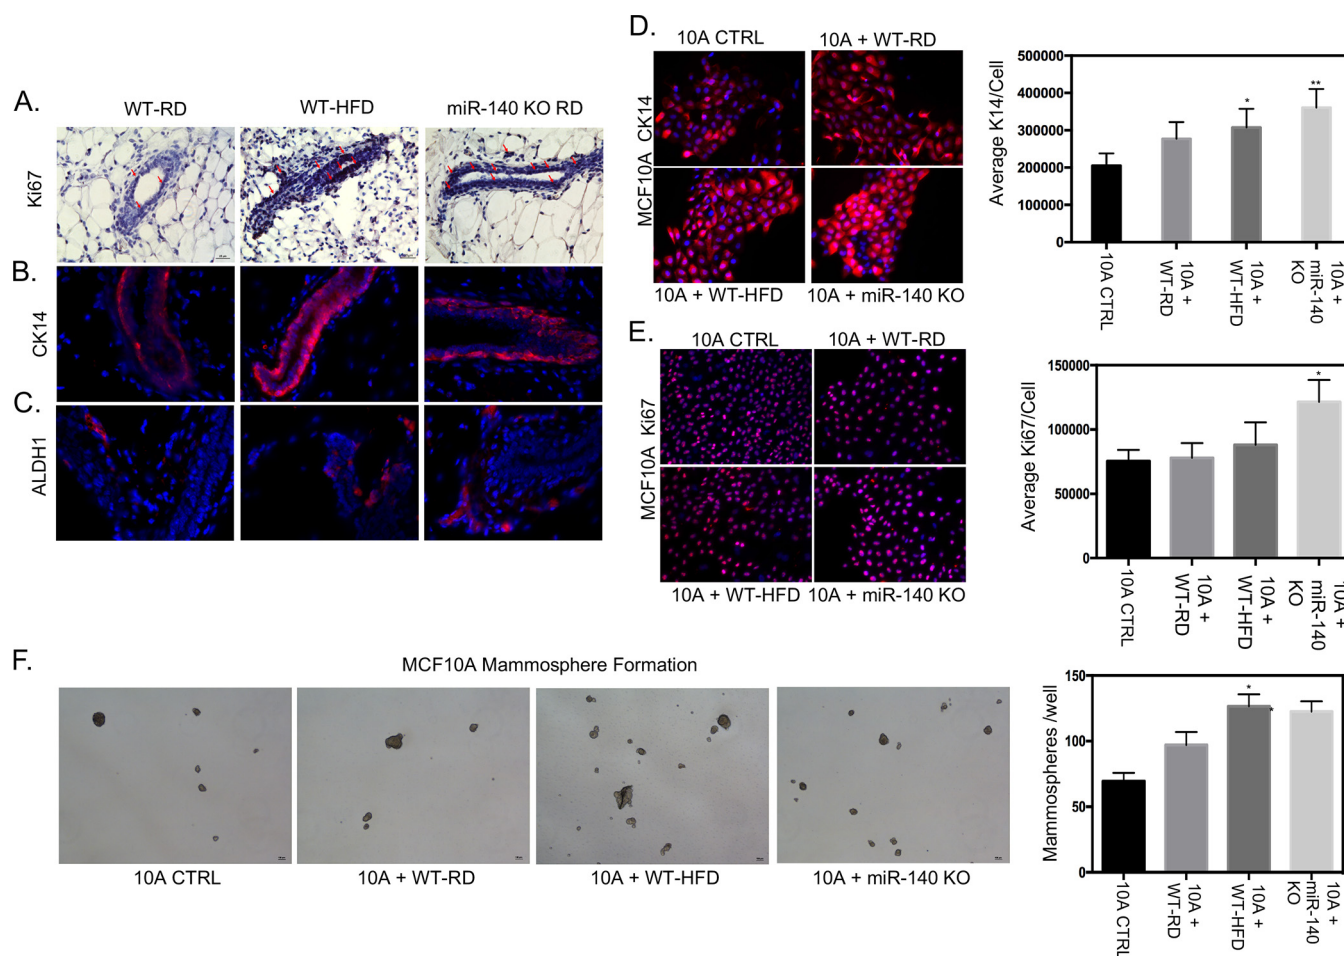 A.
WT-RD
WT-HFD
miR-140 KO RD
Ki67
B.
CK14
C.
ALDH1
D.
10A CTRL
10A + WT-RD
MCF10A CK14
10A + WT-HFD
10A + miR-140 KO
Average K14/Cell
500000
400000
300000
200000
100000
0
*
**
10A CTRL
10A +
WT-RD
10A +
WT-HFD
10A +
miR-140
KO
E.
10A CTRL
10A + WT-RD
MCF10A Ki67
10A + WT-HFD
10A + miR-140 KO
Average Ki67/Cell
150000
100000
50000
0
*
10A CTRL
10A +
WT-RD
10A +
WT-HFD
10A +
miR-140
KO
F.
MCF10A Mammosphere Formation
10A CTRL
10A + WT-RD
10A + WT-HFD
10A + miR-140 KO
Mammospheres /well
150
100
50
0
*
*
10A CTRL
10A +
WT-RD
10A +
WT-HFD
10A +
miR-140
KO